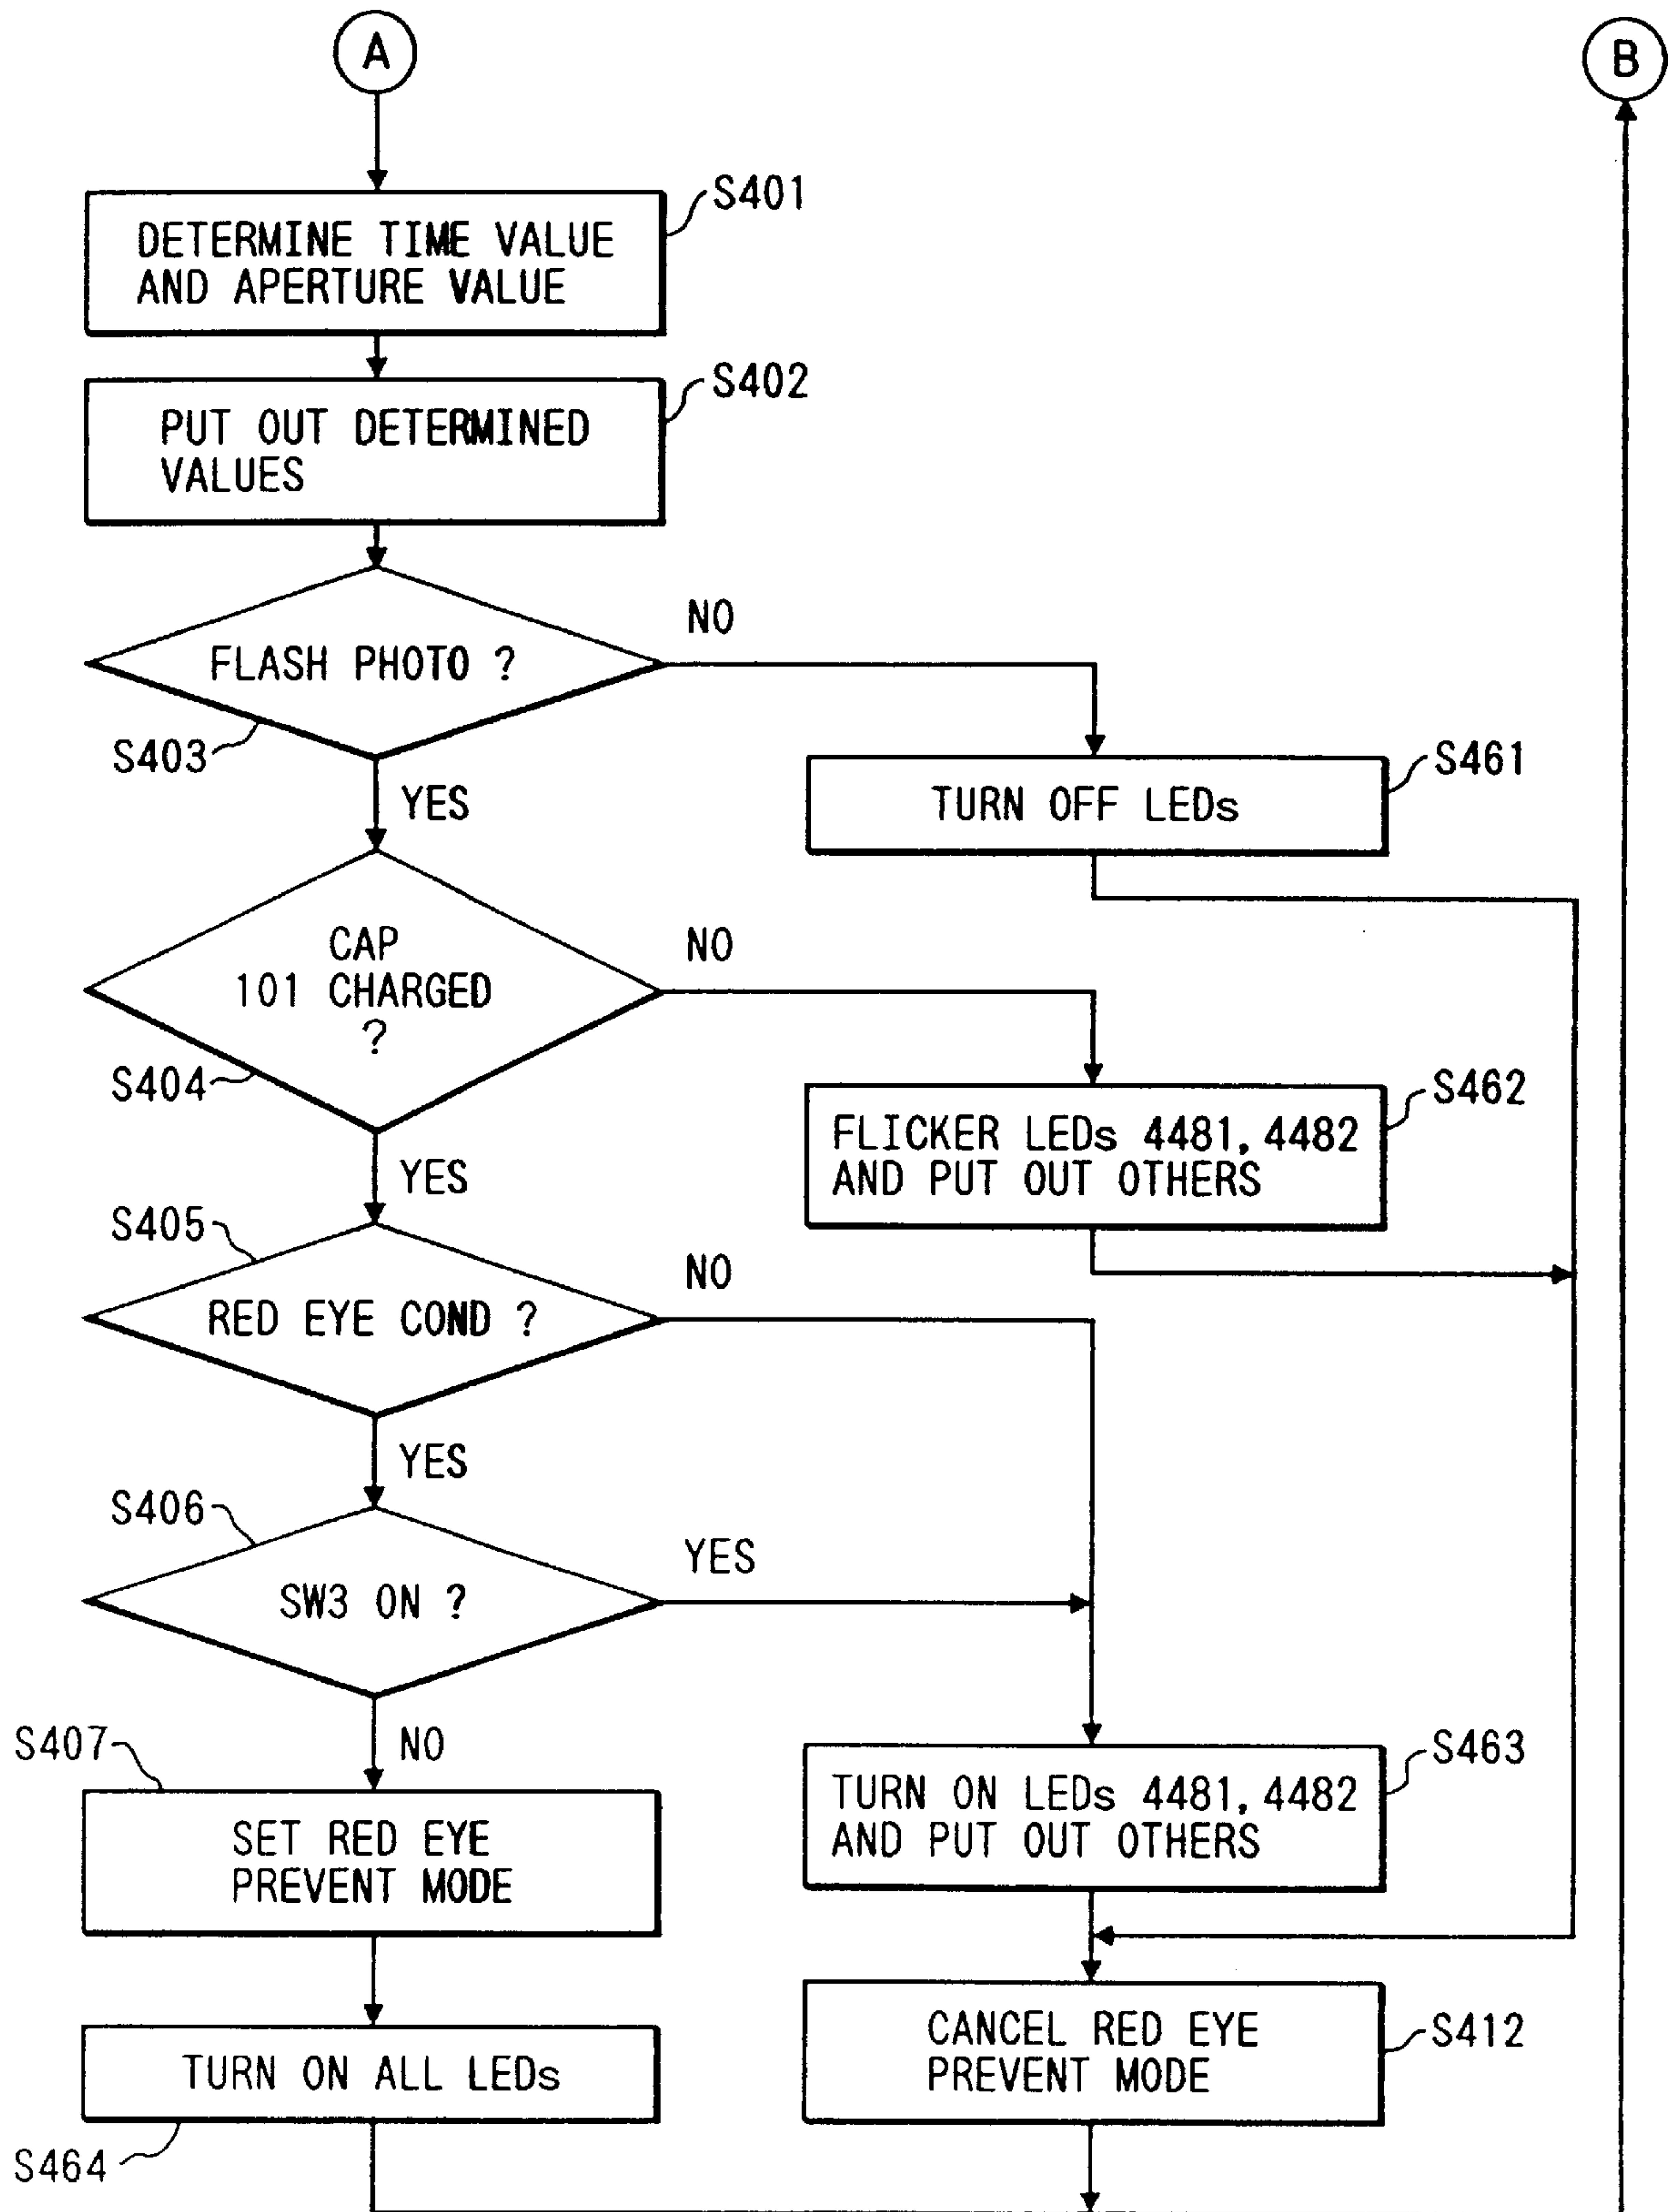 A
B
S401
DETERMINE TIME VALUE
AND APERTURE VALUE
S402
PUT OUT DETERMINED
VALUES
NO
FLASH PHOTO ?
S403
YES
S461
TURN OFF LEDs
CAP
101 CHARGED
?
NO
S404
YES
S462
FLICKER LEDs 4481, 4482
AND PUT OUT OTHERS
S405
NO
RED EYE COND ?
YES
S406
YES
SW3 ON ?
NO
S407
SET RED EYE
PREVENT MODE
S463
TURN ON LEDs 4481, 4482
AND PUT OUT OTHERS
TURN ON ALL LEDs
S464
CANCEL RED EYE
PREVENT MODE
S412